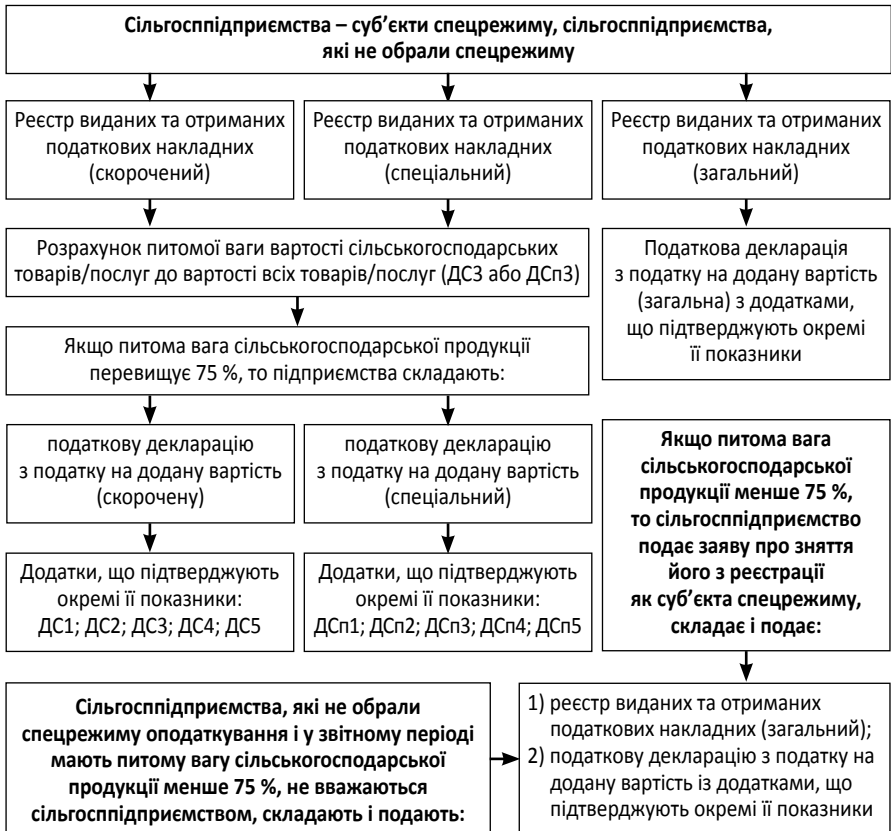 Сільгосппідприємства – суб’єкти спецрежиму, сільгосппідприємства,
які не обрали спецрежиму
Реєстр виданих та отриманих
податкових накладних
(скорочений)
Реєстр виданих та отриманих
податкових накладних
(спеціальний)
Реєстр виданих та отриманих
податкових накладних
(загальний)
Розрахунок питомої ваги вартості сільськогосподарських
товарів/послуг до вартості всіх товарів/послуг (ДС3 або ДСп3)
Податкова декларація
з податку на додану вартість
(загальна) з додатками,
що підтверджують окремі
її показники
Якщо питома вага сільськогосподарської продукції
перевищує 75 %, то підприємства складають:
податкову декларацію
з податку на додану вартість
(скорочену)
податкову декларацію
з податку на додану вартість
(спеціальний)
Якщо питома вага
сільськогосподарської
продукції менше 75 %,
то сільгосппідприємство
подає заяву про зняття
його з реєстрації
як суб’єкта спецрежиму,
складає і подає:
Додатки, що підтверджують
окремі її показники:
ДС1; ДС2; ДС3; ДС4; ДС5
Додатки, що підтверджують
окремі її показники:
ДСп1; ДСп2; ДСп3; ДСп4; ДСп5
Сільгосппідприємства, які не обрали
спецрежиму оподаткування і у звітному періоді
мають питому вагу сільськогосподарської
продукції менше 75 %, не вважаються
сільгосппідприємством, складають і подають:
1) реєстр виданих та отриманих
податкових накладних (загальний);
2) податкову декларацію з податку на
додану вартість із додатками, що
підтверджують окремі її показники